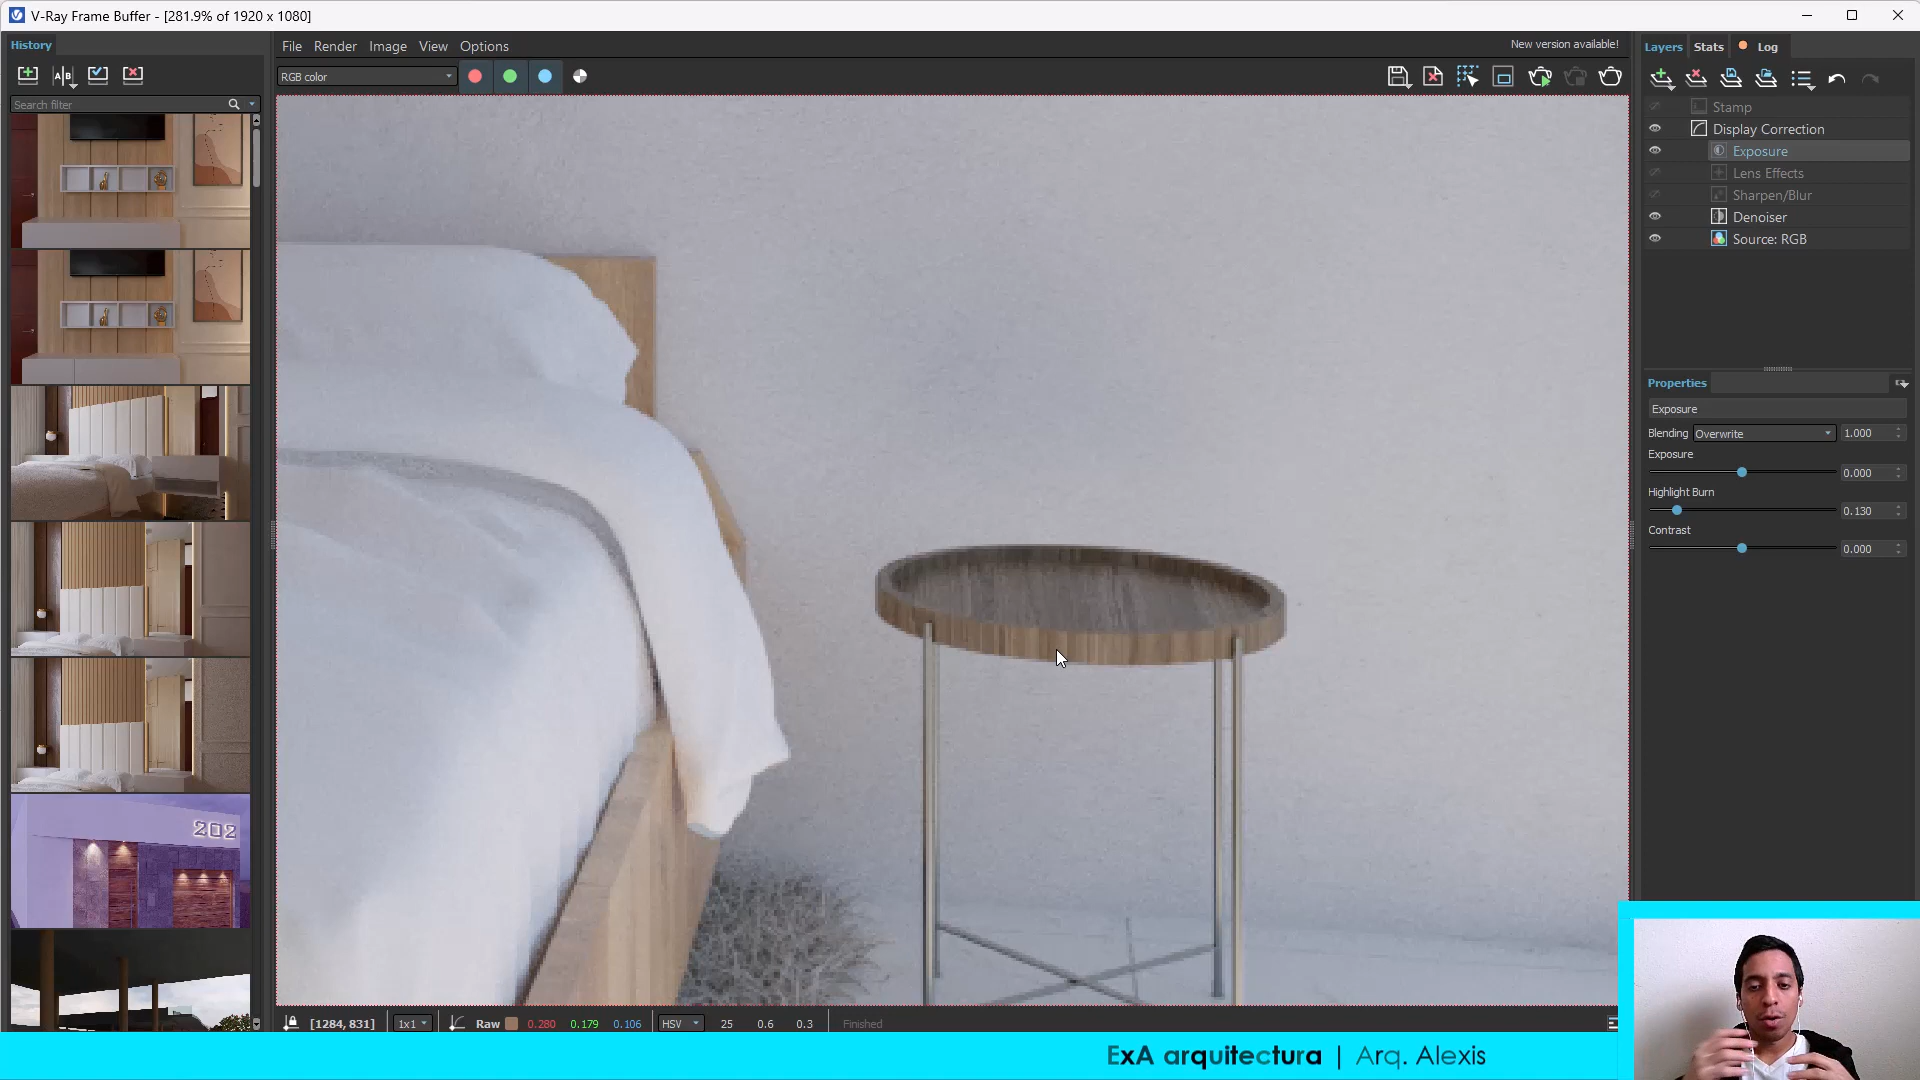 V-Ray Frame Buffer - [281.9% of 1920 x 1080]
History
File Render Image View Options
New version available!
Layers Stats Log
RGB color
A|B
Search filter
Stamp
Display Correction
Exposure
Lens Effects
Sharpen/Blur
Denoiser
Source: RGB
Properties
Exposure
Blending Overwrite 1.000
Exposure
0.000
Highlight Burn
0.130
Contrast
0.000
202
[1284, 831] 1x1 Raw 0.280 0.179 0.106 HSV 25 0.6 0.3 Finished
ExA arquitectura | Arq. Alexis